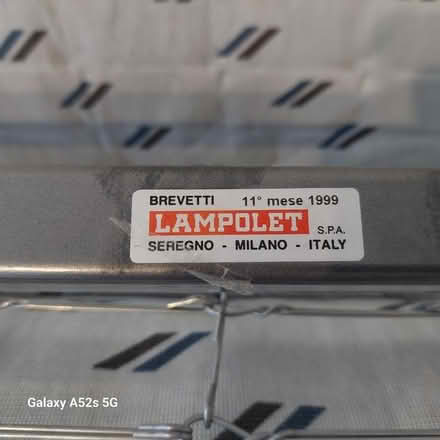 BREVETTI 11° mese 1999
LAMPOLET S.P.A.
SEREGNO - MILANO - ITALY
Galaxy A52s 5G